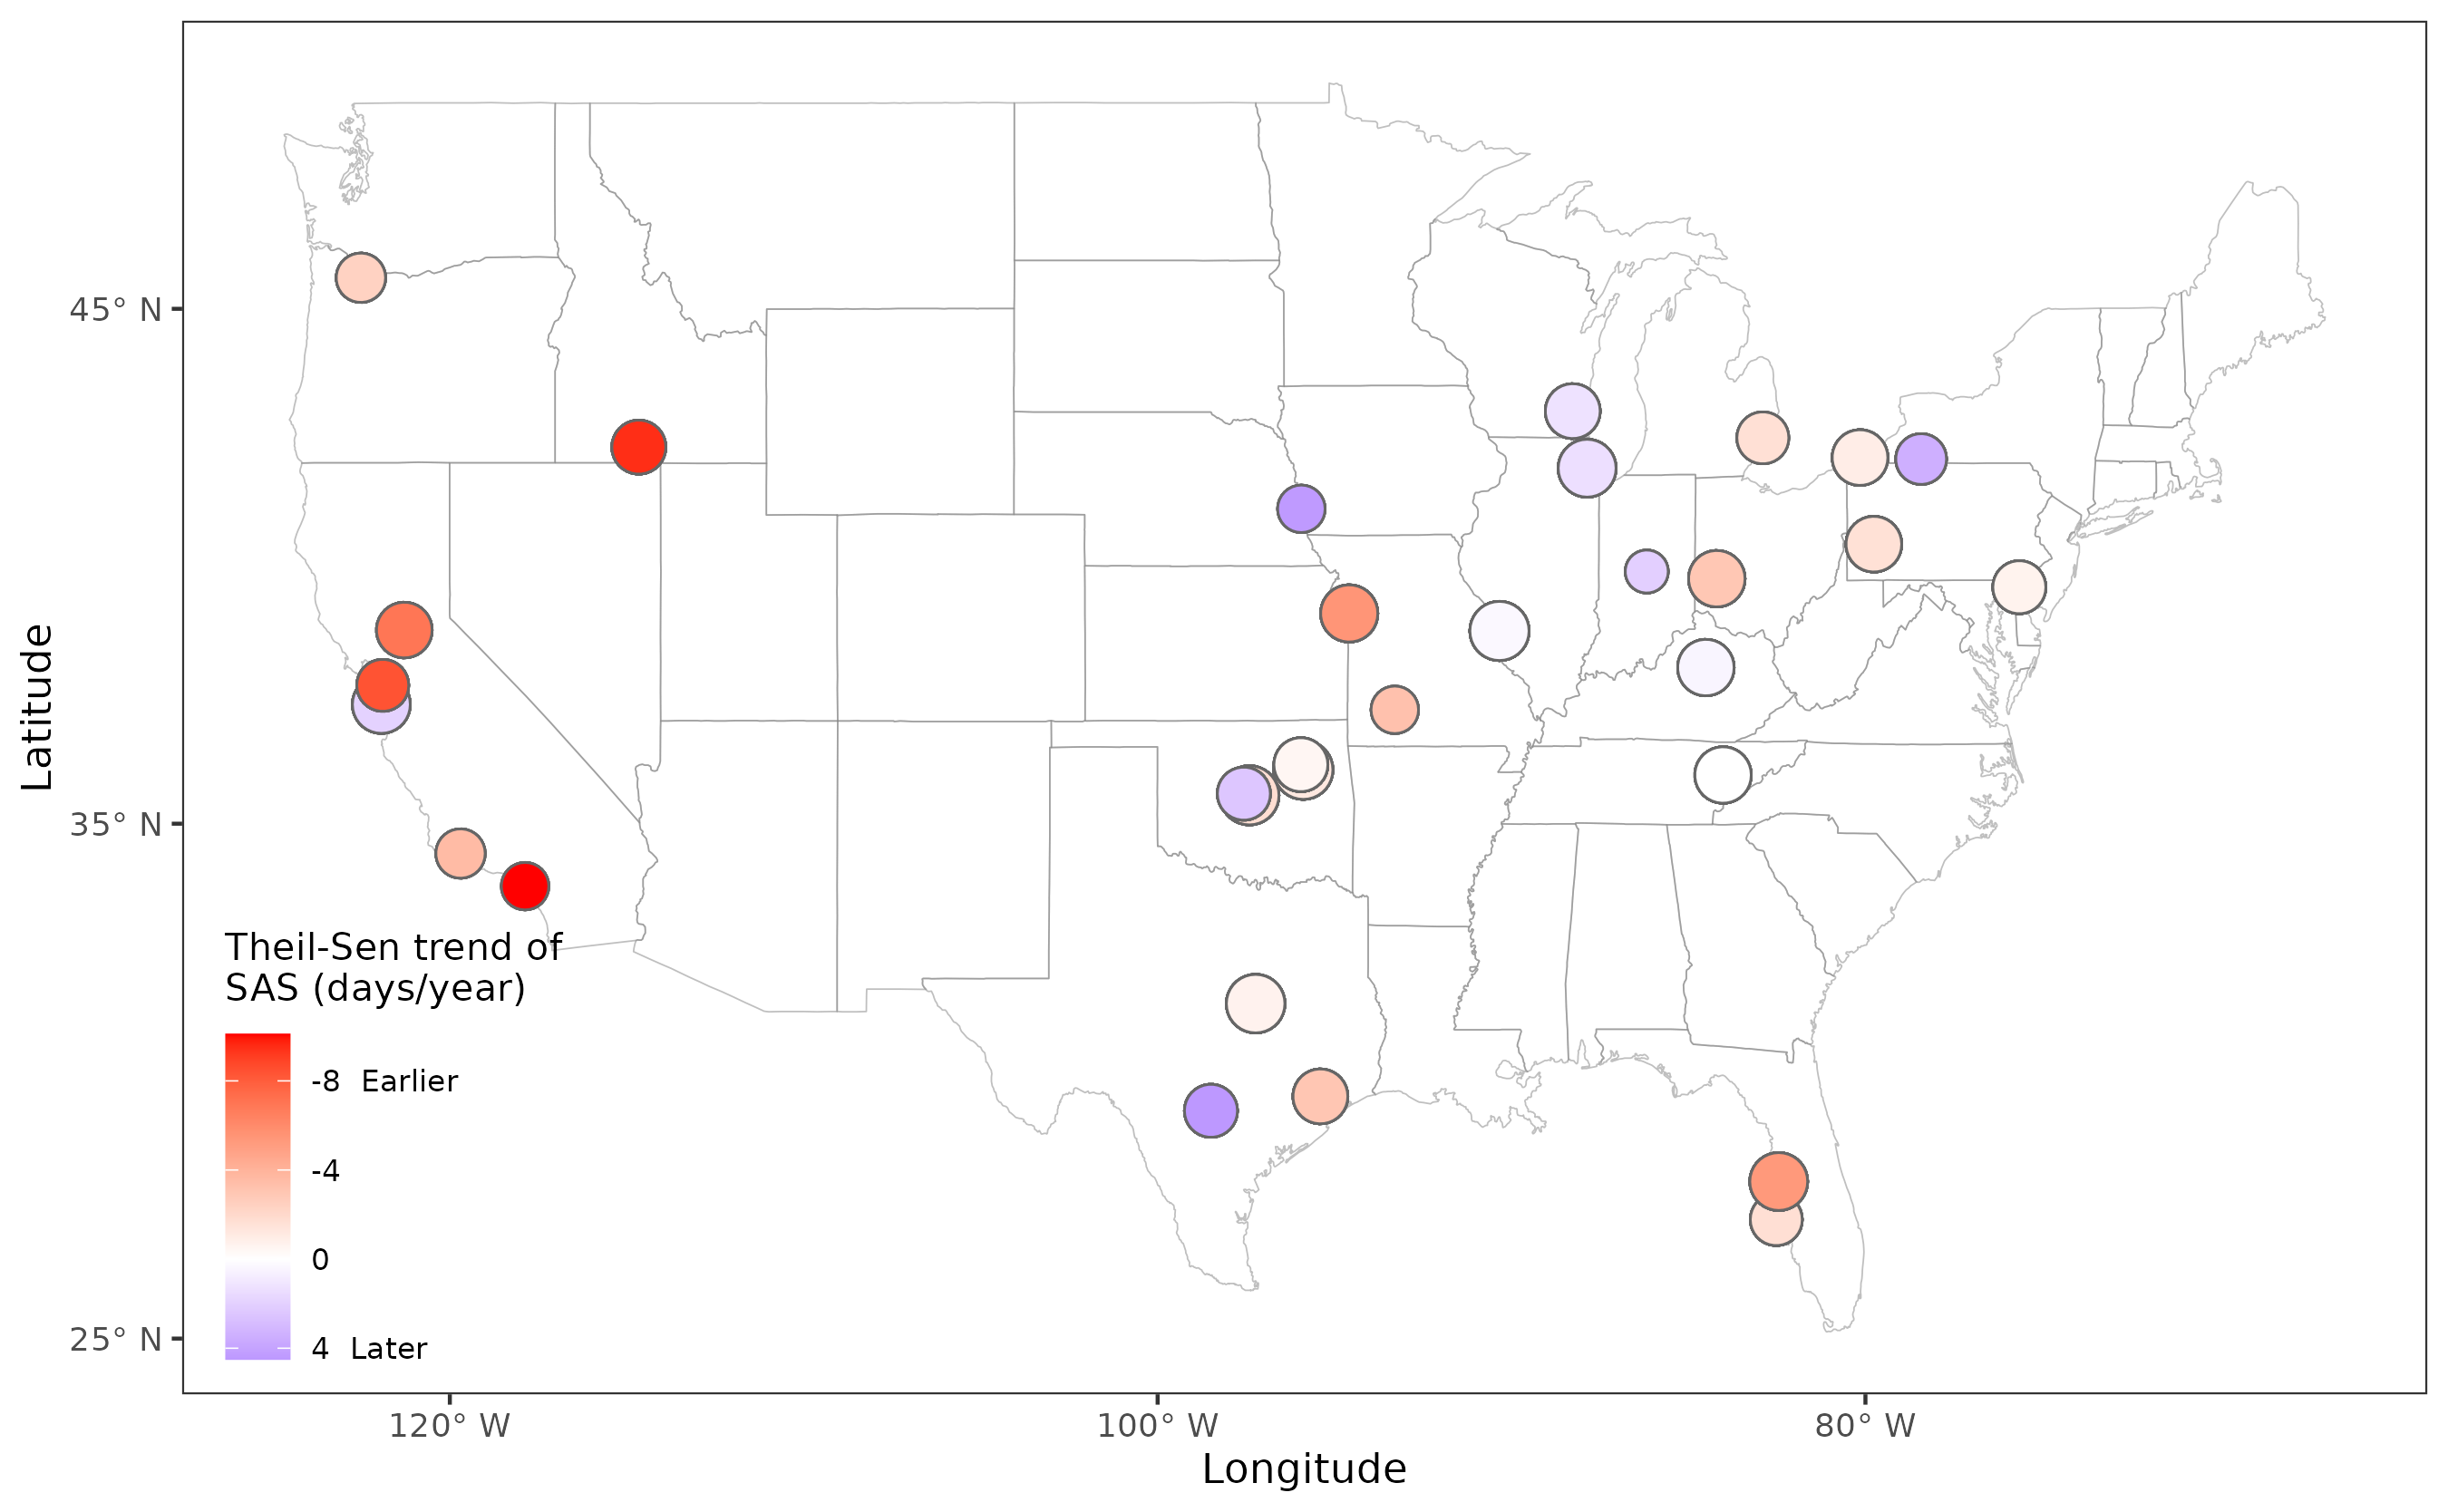 45° N
35° N
25° N
Latitude
Theil-Sen trend of
SAS (days/year)
-8 Earlier
-4
0
4 Later
120° W
100° W
80° W
Longitude